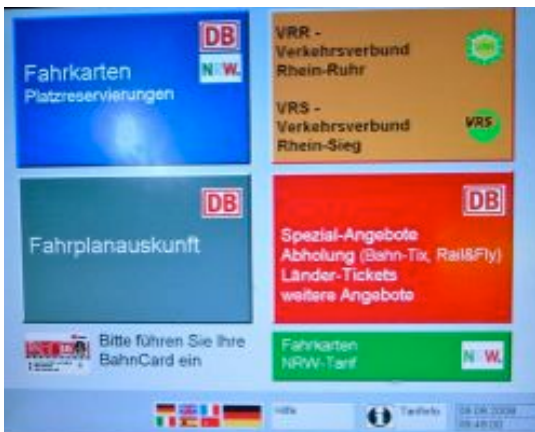 DB
Fahrkarten
NRW.
Platzreservierungen
VRR -
Verkehrsverbund
Rhein-Ruhr
VRS -
Verkehrsverbund
Rhein-Sieg
VRS
DB
Fahrplanauskunft
DB
Spezial-Angebote
Abholung (Bahn-Tix, Rail&Fly)
Länder-Tickets
weitere Angebote
Bitte führen Sie Ihre
BahnCard ein
Fahrkarten
NRW-Tarif
NRW.
Hilfe
Tarifinfo